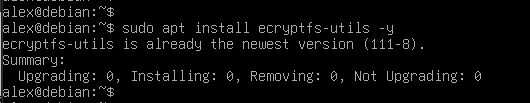 alex@debian:~$
alex@debian:~$ sudo apt install ecryptfs-utils -y
ecryptfs-utils is already the newest version (111-8).
Summary:
  Upgrading: 0, Installing: 0, Removing: 0, Not Upgrading: 0
alex@debian:~$